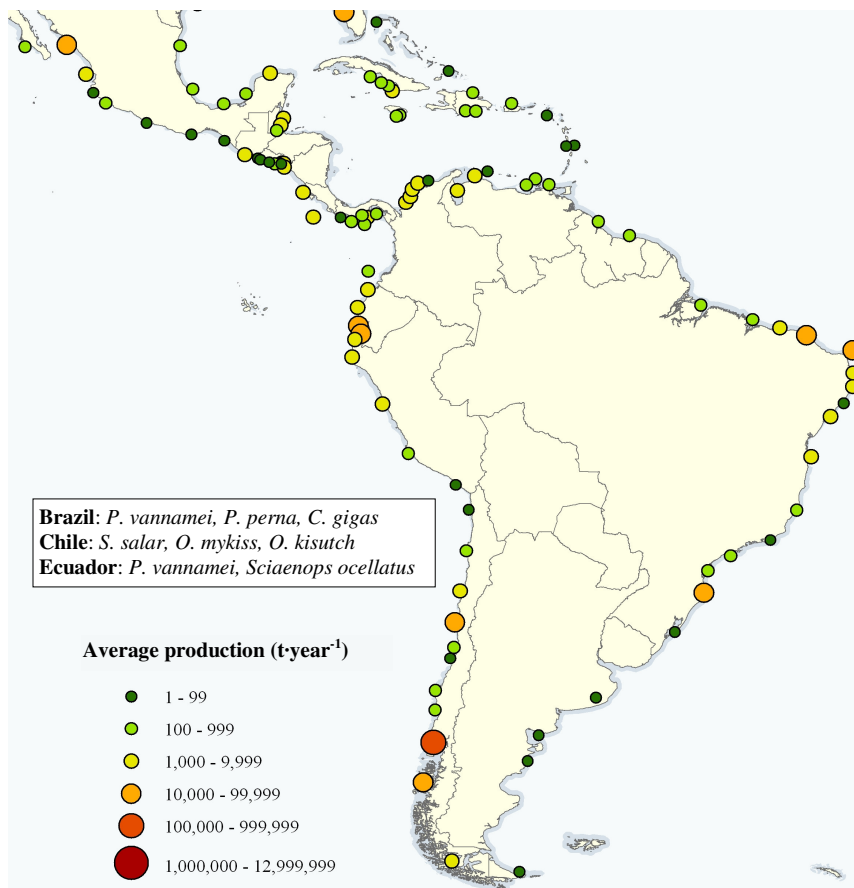 Brazil: P. vannamei, P. perna, C. gigas
Chile: S. salar, O. mykiss, O. kisutch
Ecuador: P. vannamei, Sciaenops ocellatus
Average production (t·year⁻¹)
1 - 99
100 - 999
1,000 - 9,999
10,000 - 99,999
100,000 - 999,999
1,000,000 - 12,999,999